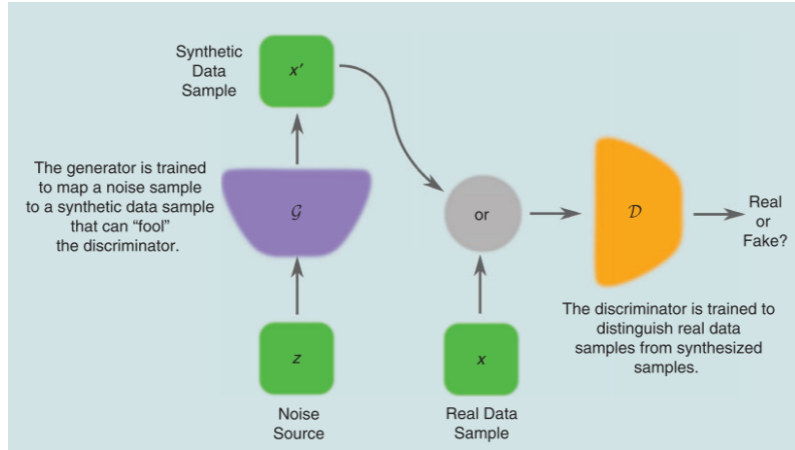 Synthetic
Data
Sample
x′
The generator is trained
to map a noise sample
to a synthetic data sample
that can “fool”
the discriminator.
G
or
D
Real
or
Fake?
The discriminator is trained to
distinguish real data
samples from synthesized
samples.
z
x
Noise
Source
Real Data
Sample